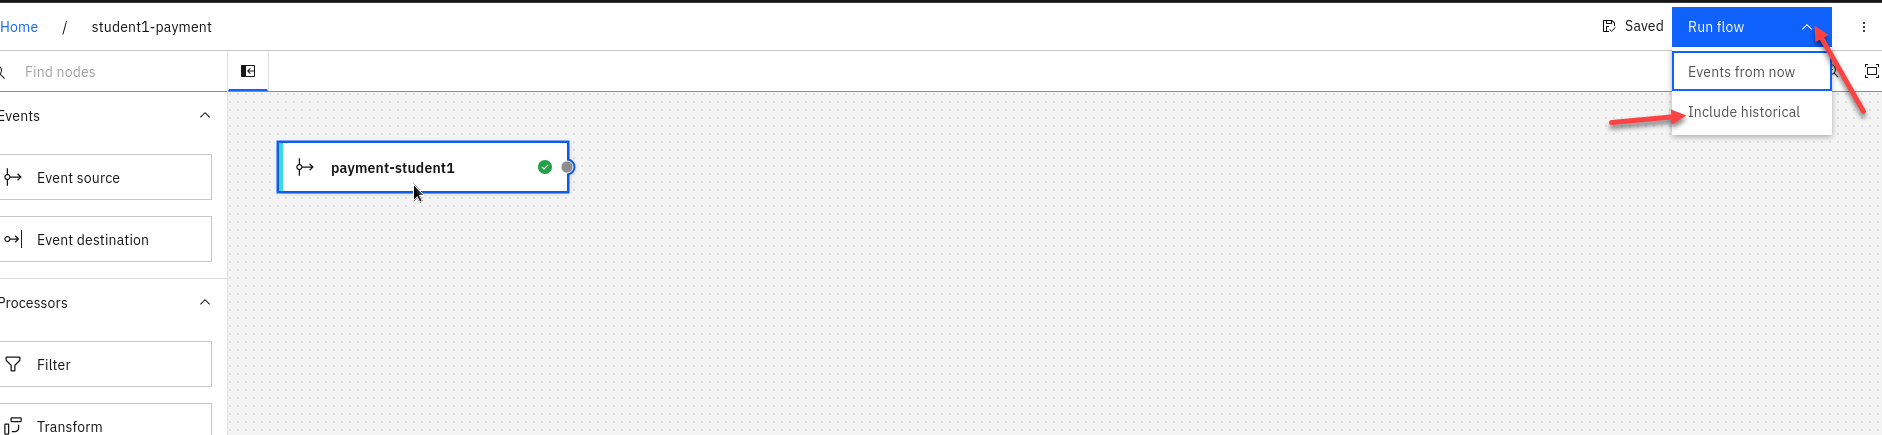 Home / student1-payment
Saved
Run flow
Find nodes
Events from now
Include historical
Events
Event source
Event destination
payment-student1
Processors
Filter
Transform